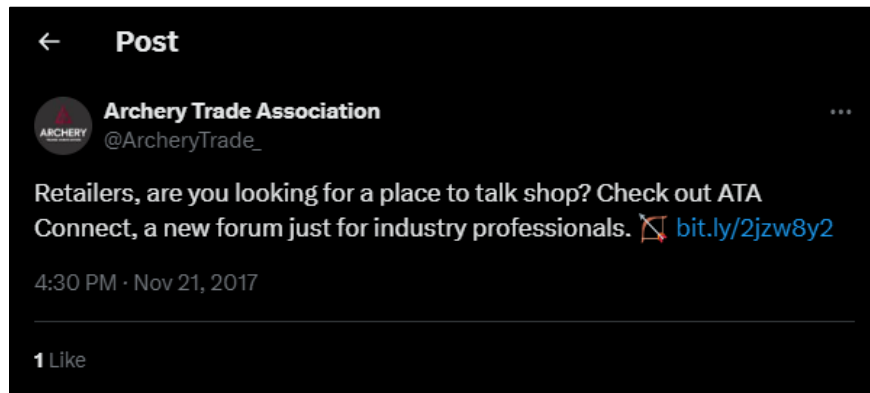 ← Post
Archery Trade Association
@ArcheryTrade_
ARCHERY
Retailers, are you looking for a place to talk shop? Check out ATA
Connect, a new forum just for industry professionals. 🏹 bit.ly/2jzw8y2
4:30 PM · Nov 21, 2017
1 Like